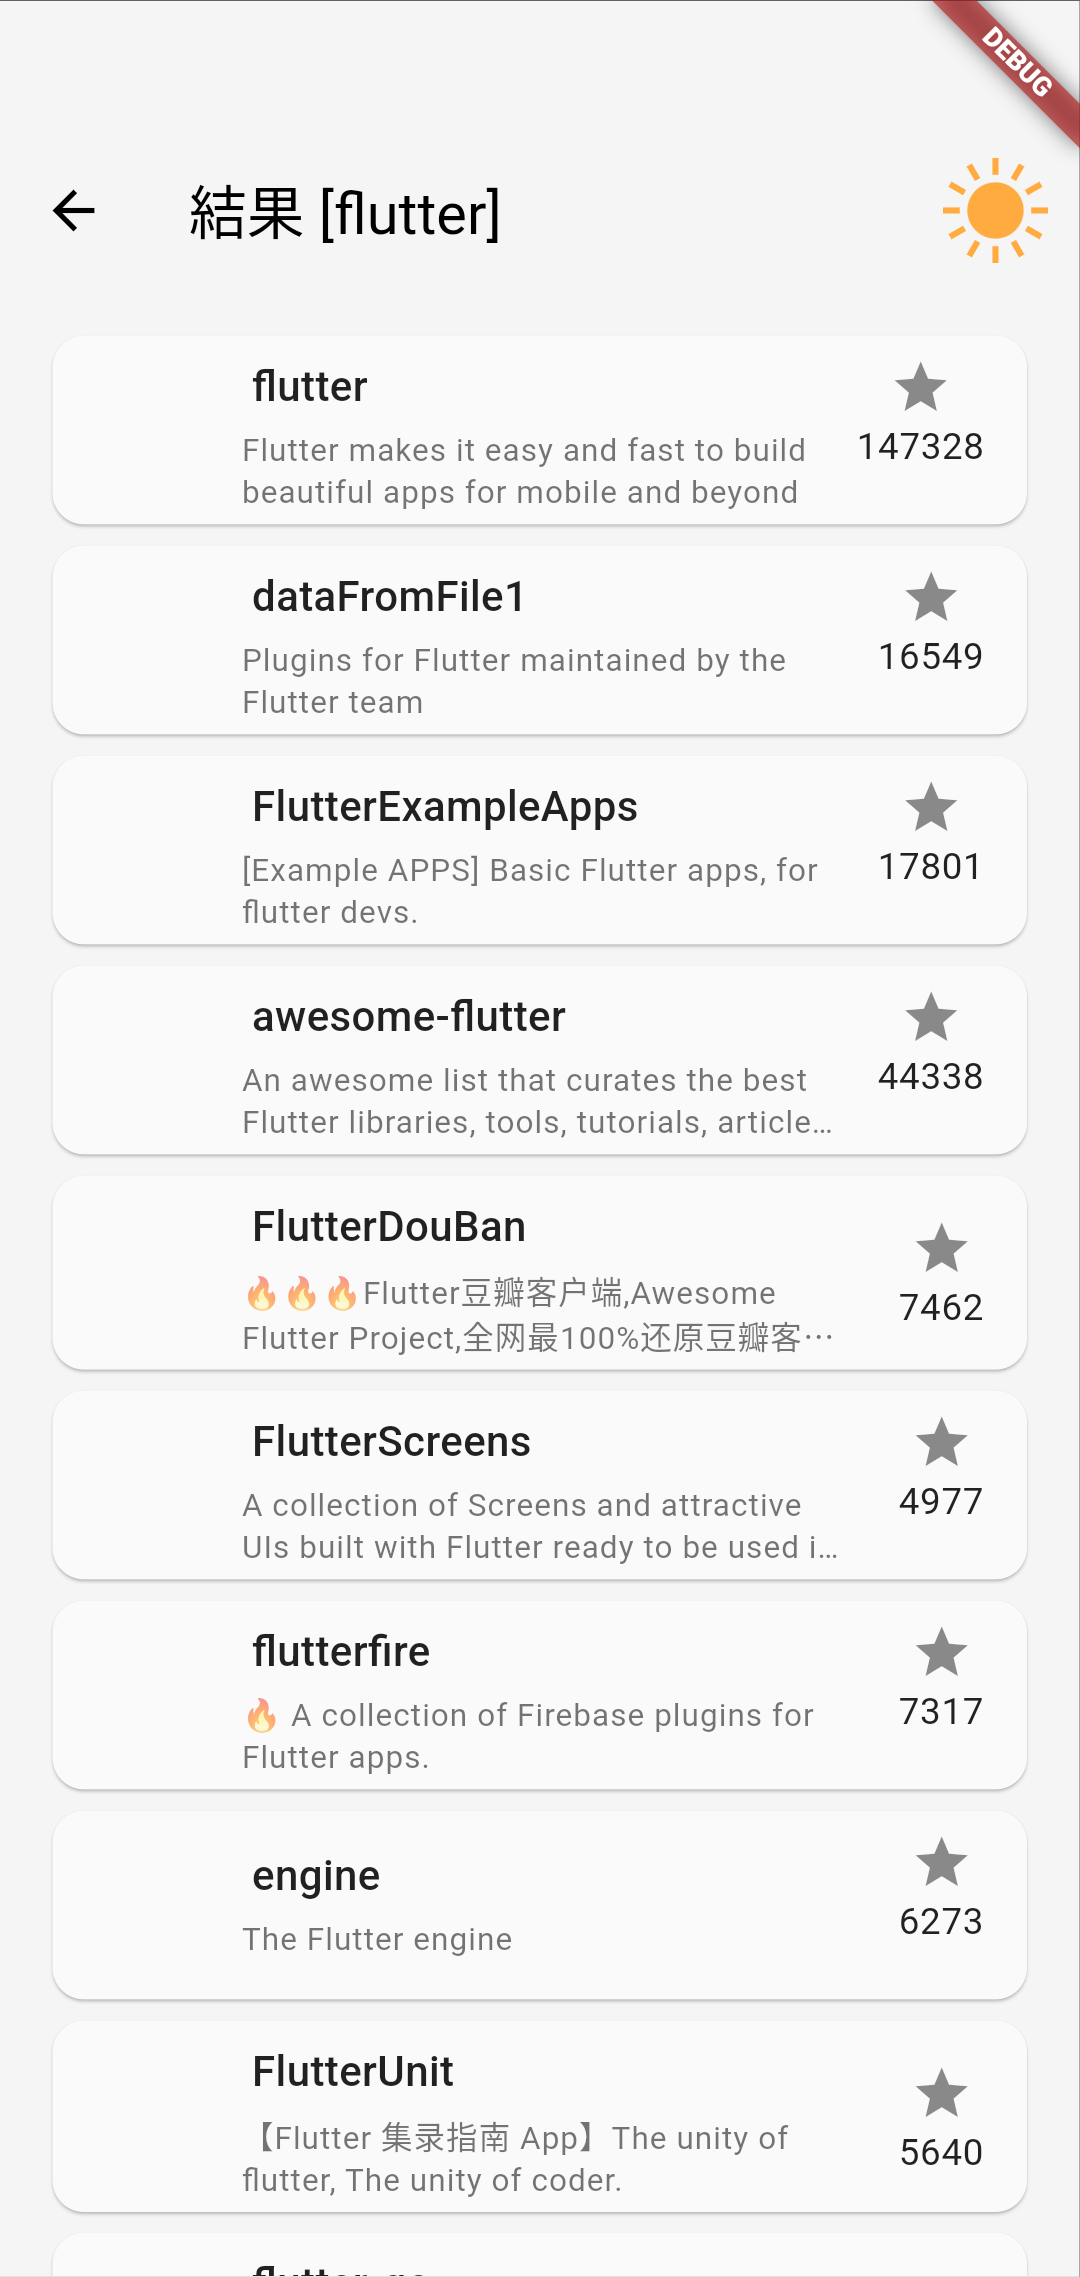 DEBUG
結果 [flutter]
flutter
147328
Flutter makes it easy and fast to build
beautiful apps for mobile and beyond
dataFromFile1
16549
Plugins for Flutter maintained by the
Flutter team
FlutterExampleApps
17801
[Example APPS] Basic Flutter apps, for
flutter devs.
awesome-flutter
44338
An awesome list that curates the best
Flutter libraries, tools, tutorials, article…
FlutterDouBan
🔥🔥🔥Flutter豆瓣客户端,Awesome
7462
Flutter Project,全网最100%还原豆瓣客…
FlutterScreens
4977
A collection of Screens and attractive
UIs built with Flutter ready to be used i…
flutterfire
7317
🔥 A collection of Firebase plugins for
Flutter apps.
engine
6273
The Flutter engine
FlutterUnit
【Flutter 集录指南 App】The unity of
5640
flutter, The unity of coder.